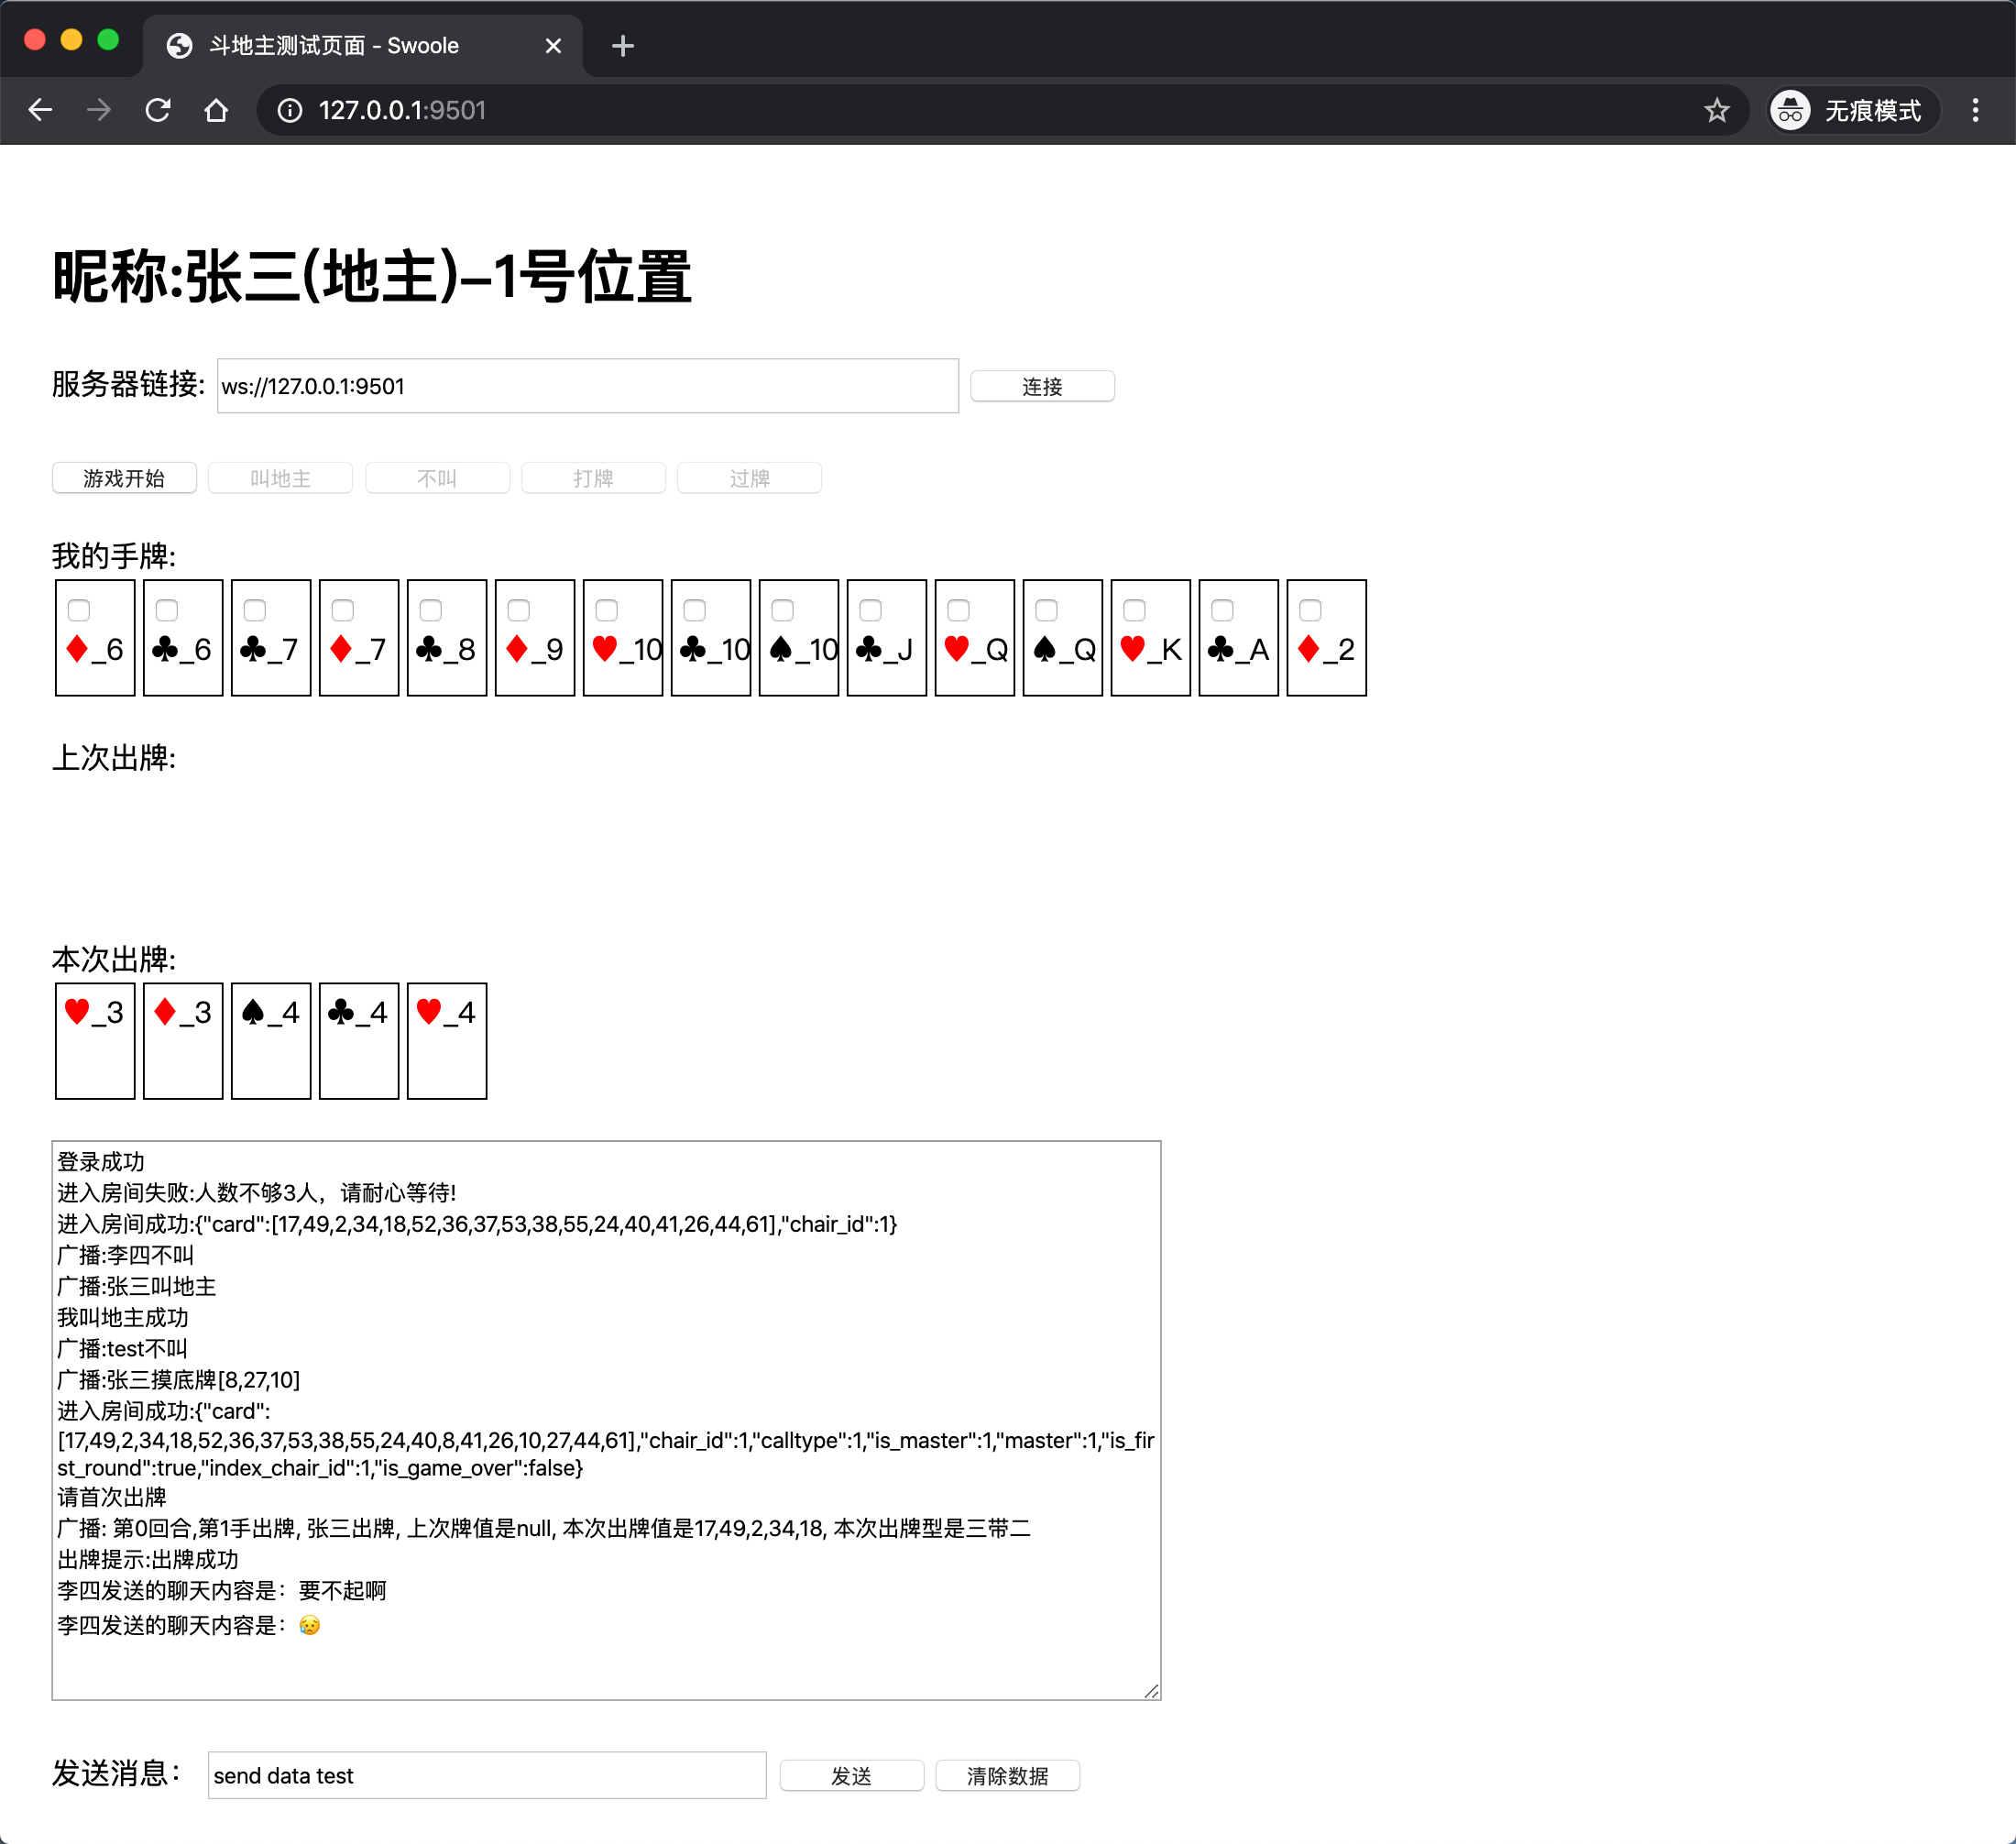 斗地主测试页面 - Swoole
127.0.0.1:9501
无痕模式
昵称:张三(地主)–1号位置
服务器链接: ws://127.0.0.1:9501 连接
游戏开始 叫地主 不叫 打牌 过牌
我的手牌:
♦_6 ♣_6 ♣_7 ♦_7 ♣_8 ♦_9 ♥_10 ♣_10 ♠_10 ♣_J ♥_Q ♠_Q ♥_K ♣_A ♦_2
上次出牌:
本次出牌:
♥_3 ♦_3 ♠_4 ♣_4 ♥_4
登录成功
进入房间失败:人数不够3人，请耐心等待!
进入房间成功:{"card":[17,49,2,34,18,52,36,37,53,38,55,24,40,41,26,44,61],"chair_id":1}
广播:李四不叫
广播:张三叫地主
我叫地主成功
广播:test不叫
广播:张三摸底牌[8,27,10]
进入房间成功:{"card":
[17,49,2,34,18,52,36,37,53,38,55,24,40,8,41,26,10,27,44,61],"chair_id":1,"calltype":1,"is_master":1,"master":1,"is_fir
st_round":true,"index_chair_id":1,"is_game_over":false}
请首次出牌
广播: 第0回合,第1手出牌, 张三出牌, 上次牌值是null, 本次出牌值是17,49,2,34,18, 本次出牌型是三带二
出牌提示:出牌成功
李四发送的聊天内容是：要不起啊
李四发送的聊天内容是：😥
发送消息： send data test 发送 清除数据